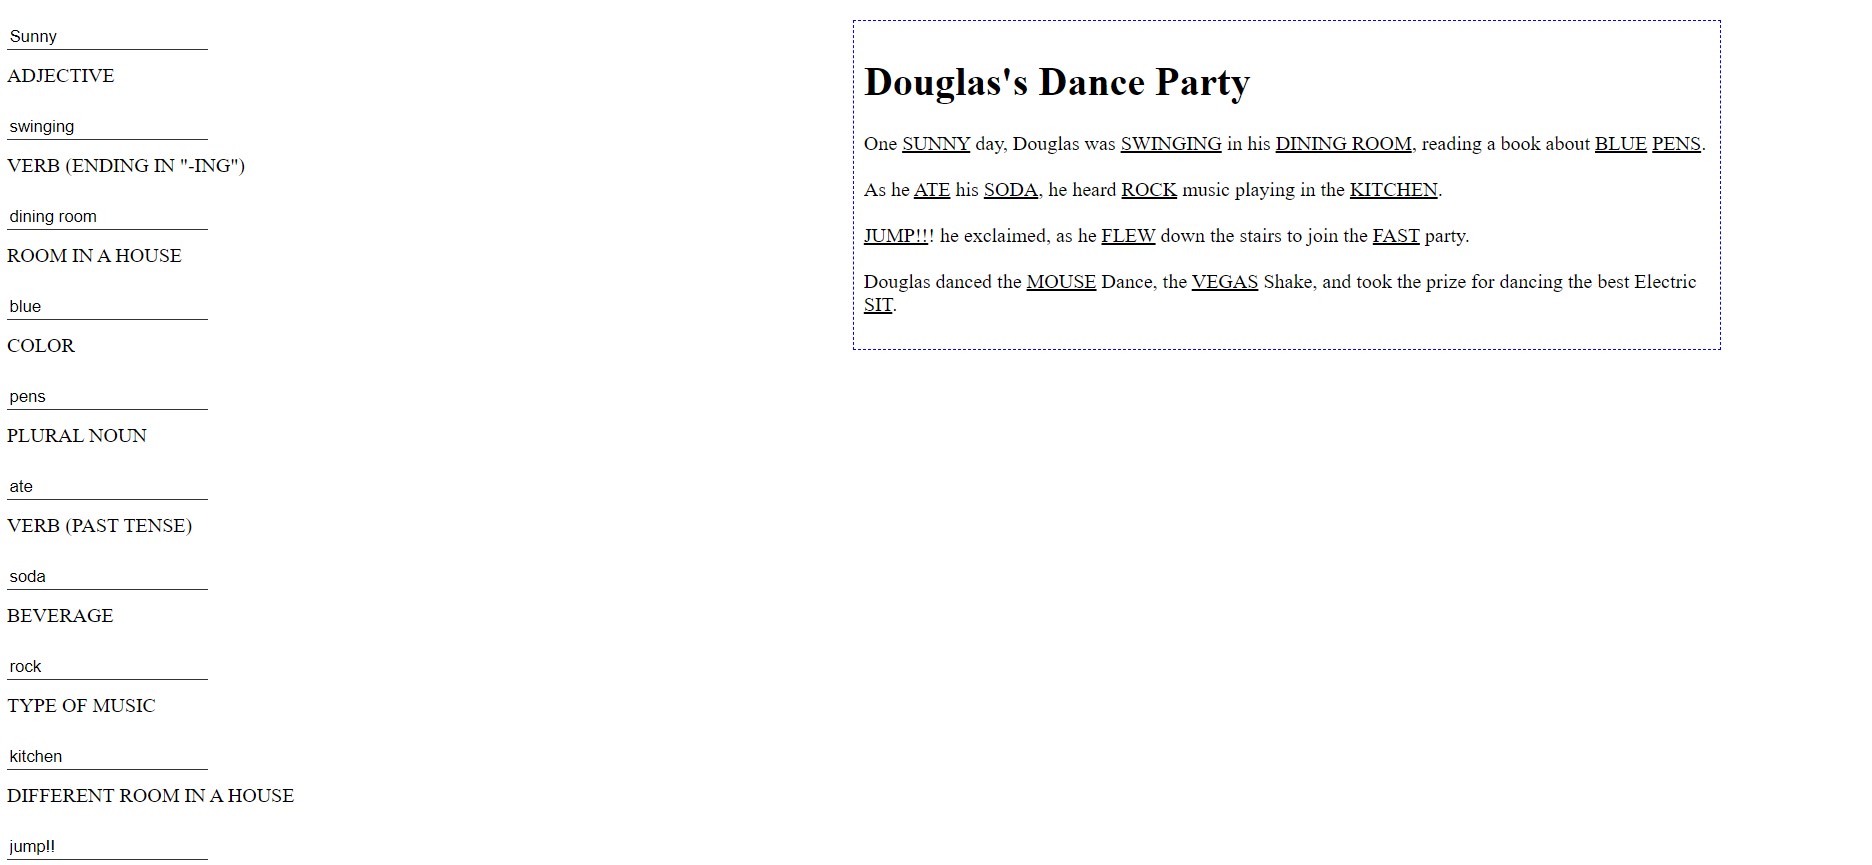 Sunny
ADJECTIVE
swinging
VERB (ENDING IN "-ING")
dining room
ROOM IN A HOUSE
blue
COLOR
pens
PLURAL NOUN
ate
VERB (PAST TENSE)
soda
BEVERAGE
rock
TYPE OF MUSIC
kitchen
DIFFERENT ROOM IN A HOUSE
jump!!
Douglas's Dance Party
One SUNNY day, Douglas was SWINGING in his DINING ROOM, reading a book about BLUE PENS.
As he ATE his SODA, he heard ROCK music playing in the KITCHEN.
JUMP!!! he exclaimed, as he FLEW down the stairs to join the FAST party.
Douglas danced the MOUSE Dance, the VEGAS Shake, and took the prize for dancing the best Electric
SIT.